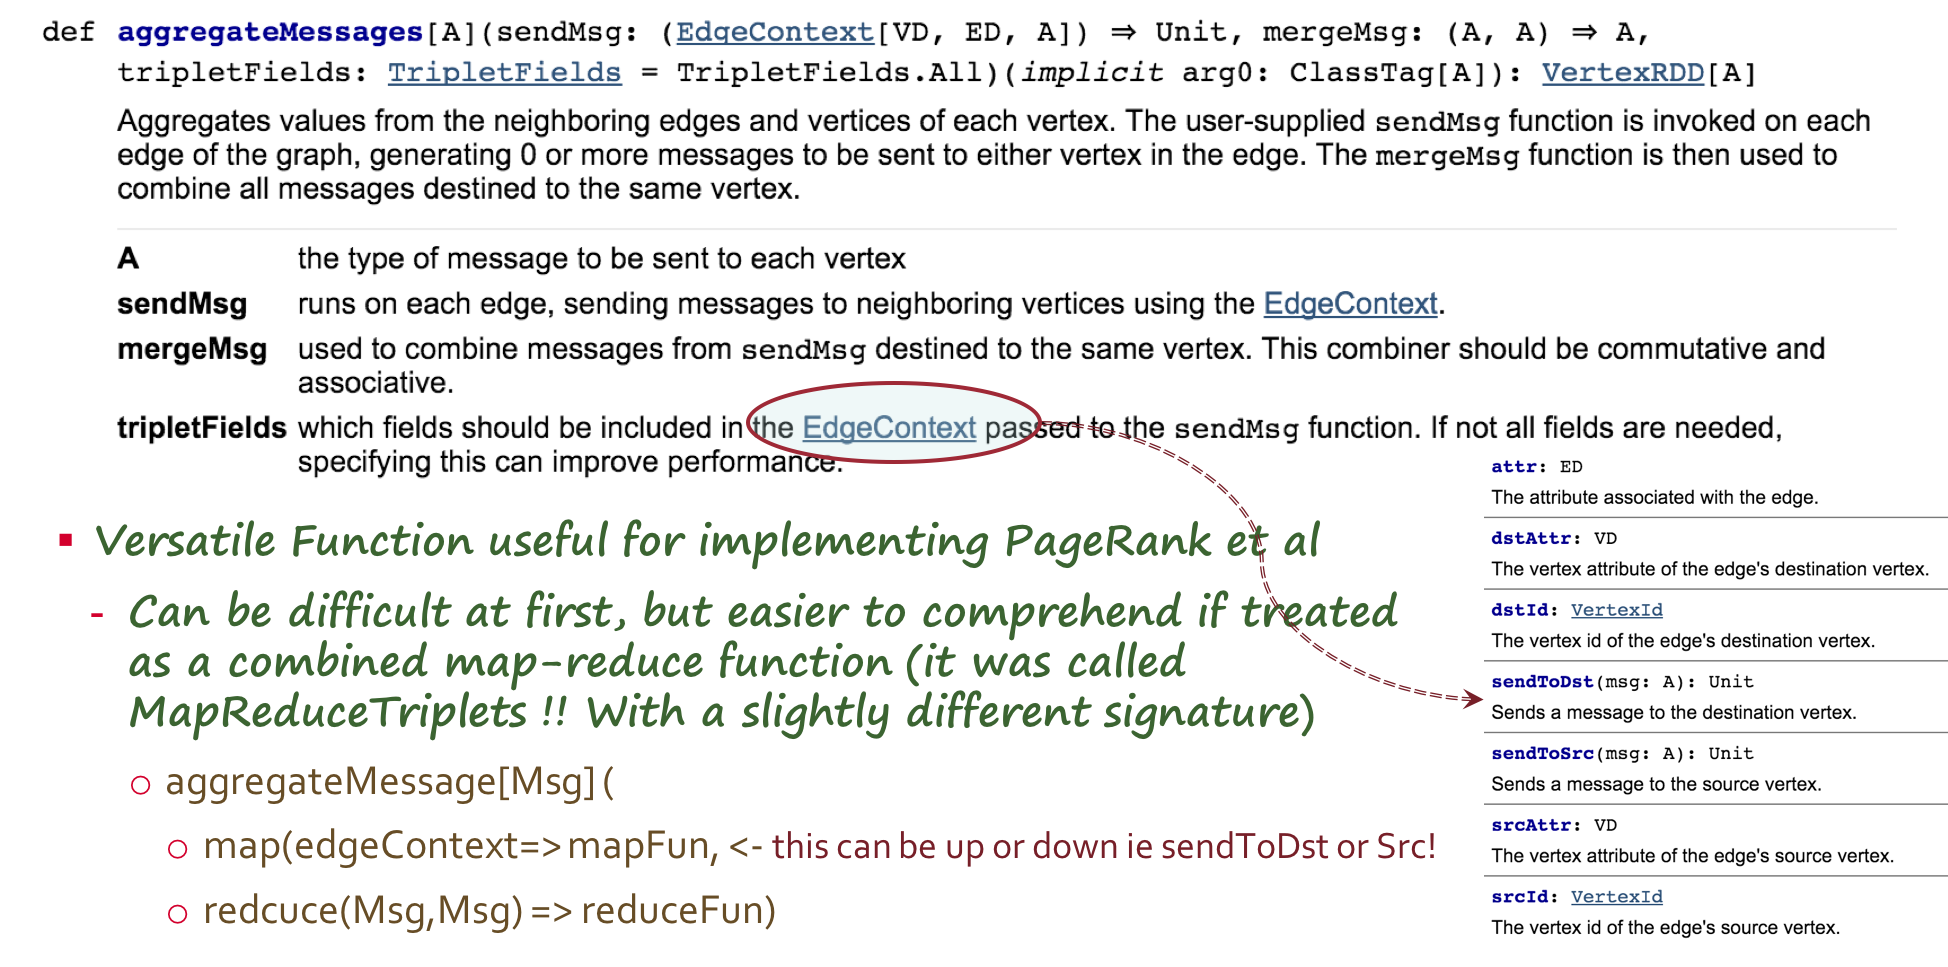 def aggregateMessages[A](sendMsg: (EdgeContext[VD, ED, A]) ⇒ Unit, mergeMsg: (A, A) ⇒ A,
tripletFields: TripletFields = TripletFields.All)(implicit arg0: ClassTag[A]): VertexRDD[A]
Aggregates values from the neighboring edges and vertices of each vertex. The user-supplied sendMsg function is invoked on each
edge of the graph, generating 0 or more messages to be sent to either vertex in the edge. The mergeMsg function is then used to
combine all messages destined to the same vertex.
A the type of message to be sent to each vertex
sendMsg runs on each edge, sending messages to neighboring vertices using the EdgeContext.
mergeMsg used to combine messages from sendMsg destined to the same vertex. This combiner should be commutative and
associative.
tripletFields which fields should be included in the EdgeContext passed to the sendMsg function. If not all fields are needed,
specifying this can improve performance.
▪ Versatile Function useful for implementing PageRank et al
- Can be difficult at first, but easier to comprehend if treated
as a combined map-reduce function (it was called
MapReduceTriplets !! With a slightly different signature)
o aggregateMessage[Msg](
o map(edgeContext=> mapFun, <- this can be up or down ie sendToDst or Src!
o redcuce(Msg,Msg) => reduceFun)
attr: ED
The attribute associated with the edge.
dstAttr: VD
The vertex attribute of the edge's destination vertex.
dstId: VertexId
The vertex id of the edge's destination vertex.
sendToDst(msg: A): Unit
Sends a message to the destination vertex.
sendToSrc(msg: A): Unit
Sends a message to the source vertex.
srcAttr: VD
The vertex attribute of the edge's source vertex.
srcId: VertexId
The vertex id of the edge's source vertex.